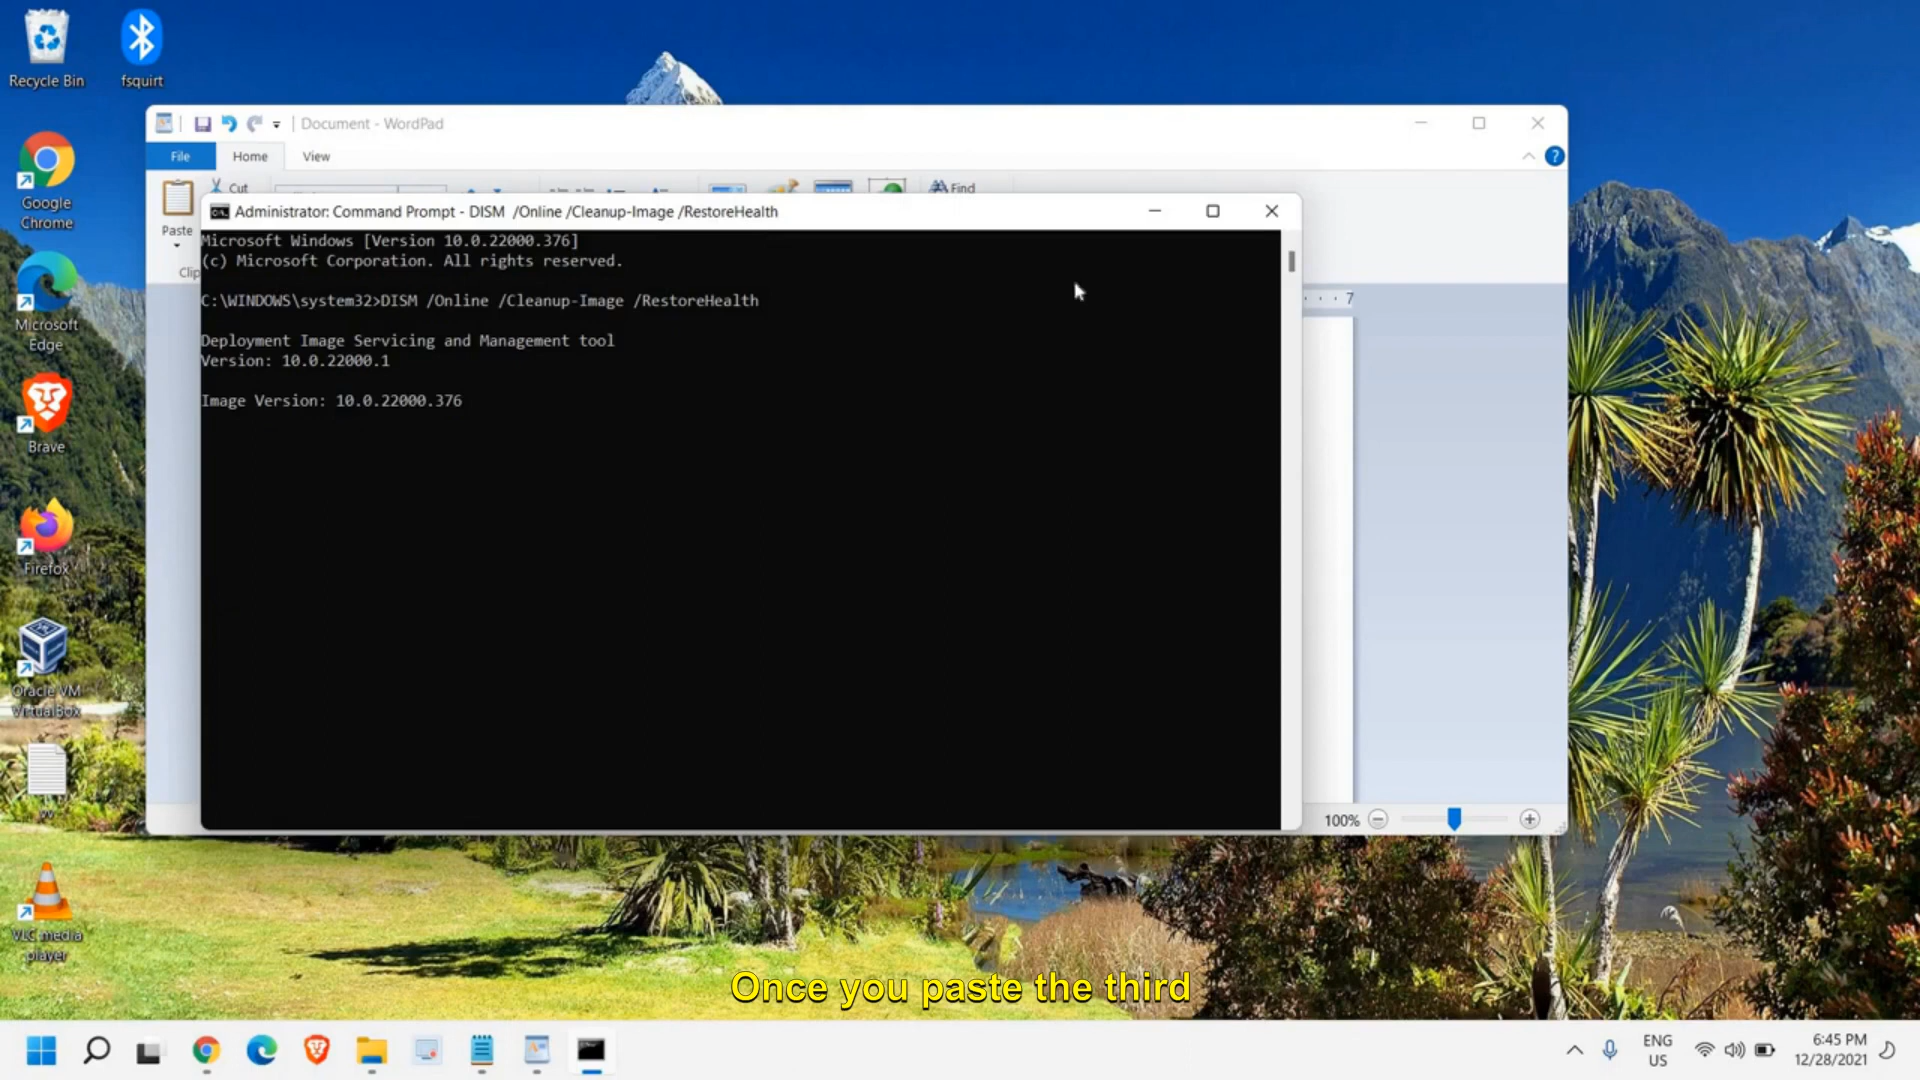 Recycle Bin
fsquirt
Google
Chrome
Microsoft
Edge
Brave
Firefox
Oracle VM
VirtualBox
VLC media
player
Document - WordPad
File
Home
View
Cut
Paste
Clip
Find
7
Administrator: Command Prompt - DISM /Online /Cleanup-Image /RestoreHealth
Microsoft Windows [Version 10.0.22000.376]
(c) Microsoft Corporation. All rights reserved.
C:\WINDOWS\system32>DISM /Online /Cleanup-Image /RestoreHealth
Deployment Image Servicing and Management tool
Version: 10.0.22000.1
Image Version: 10.0.22000.376
100%
Once you paste the third
ENG
US
6:45 PM
12/28/2021